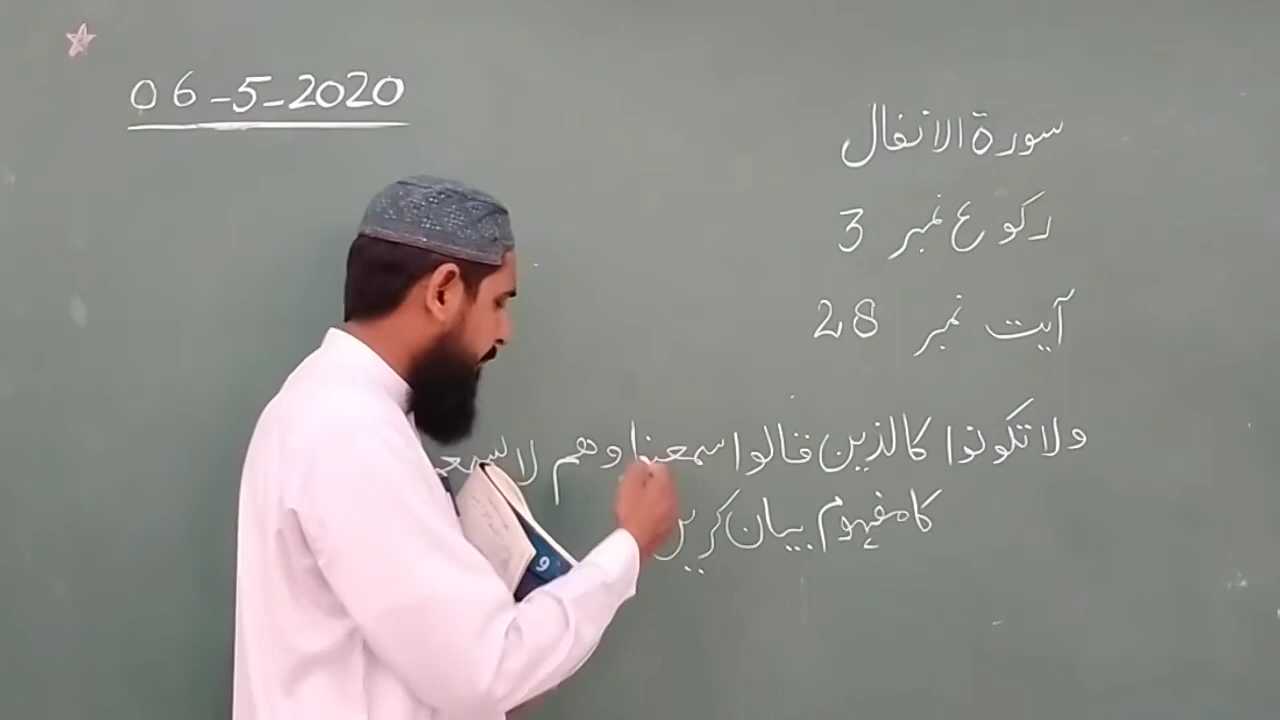 06-5-2020
سورۃ الانفال
رکوع نمبر 3
آیت نمبر 28
ولا تکونوا کالذین قالوا سمعنا وھم لا
کا مفہوم بیان کریں